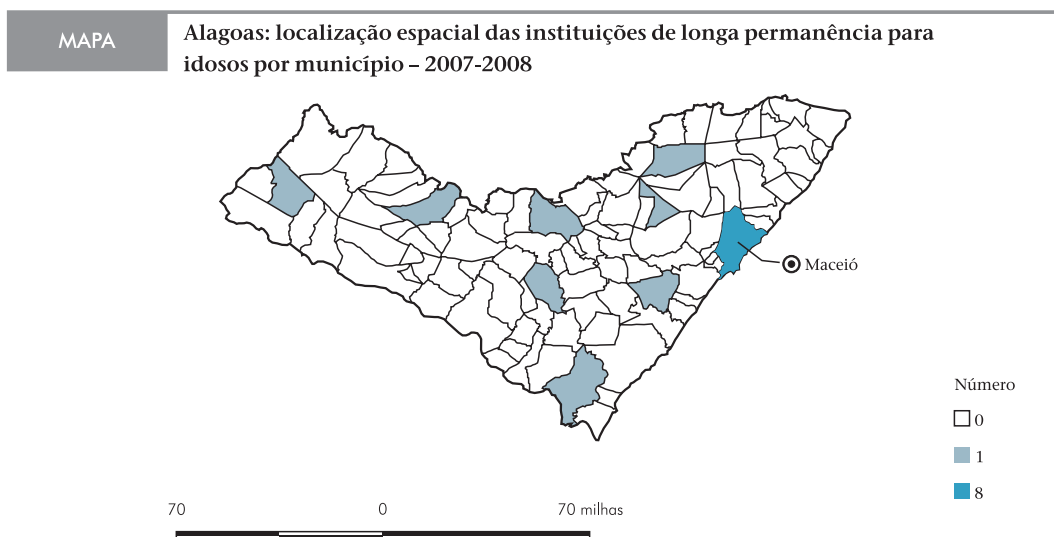 MAPA
Alagoas: localização espacial das instituições de longa permanência para
idosos por município – 2007-2008
Maceió
Número
0
1
8
70 0 70 milhas